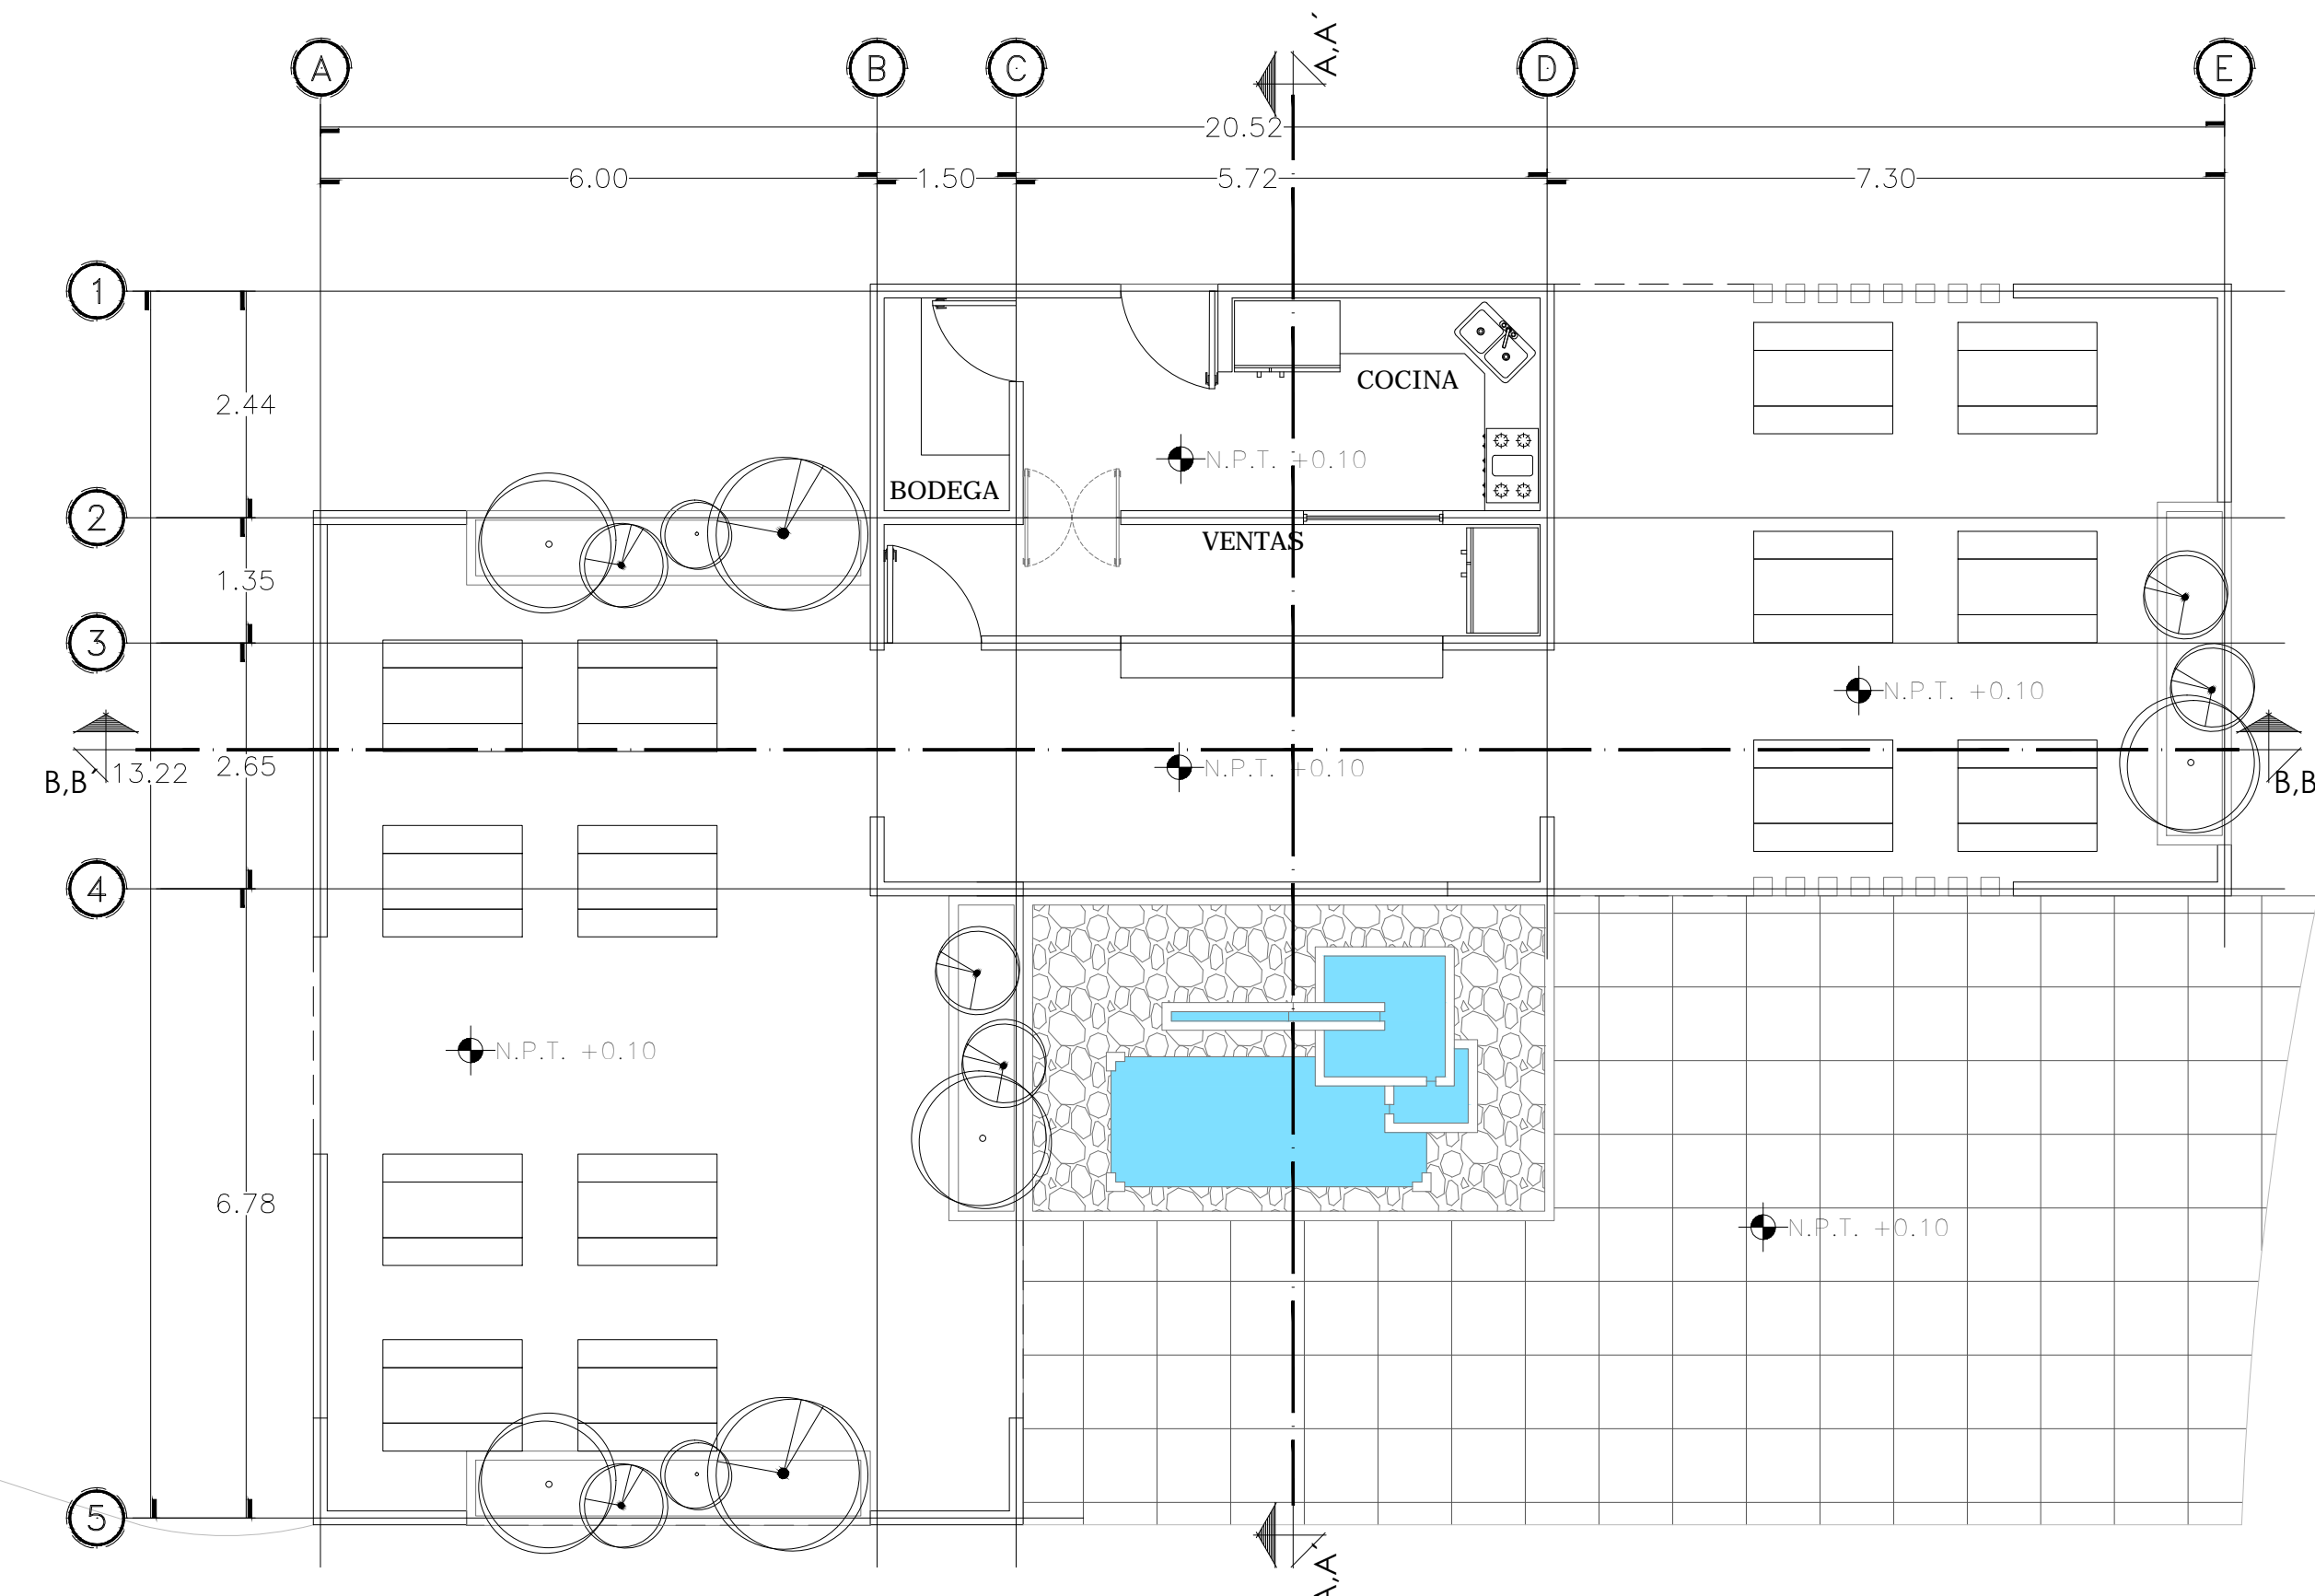 A,A´
A
B
C
D
E
20.52
6.00
1.50
5.72
7.30
1
2.44
COCINA
N.P.T. +0.10
BODEGA
2
VENTAS
1.35
3
N.P.T. +0.10
B,B´
13.22
2.65
N.P.T. +0.10
B,B
4
N.P.T. +0.10
6.78
N.P.T. +0.10
5
A,A´